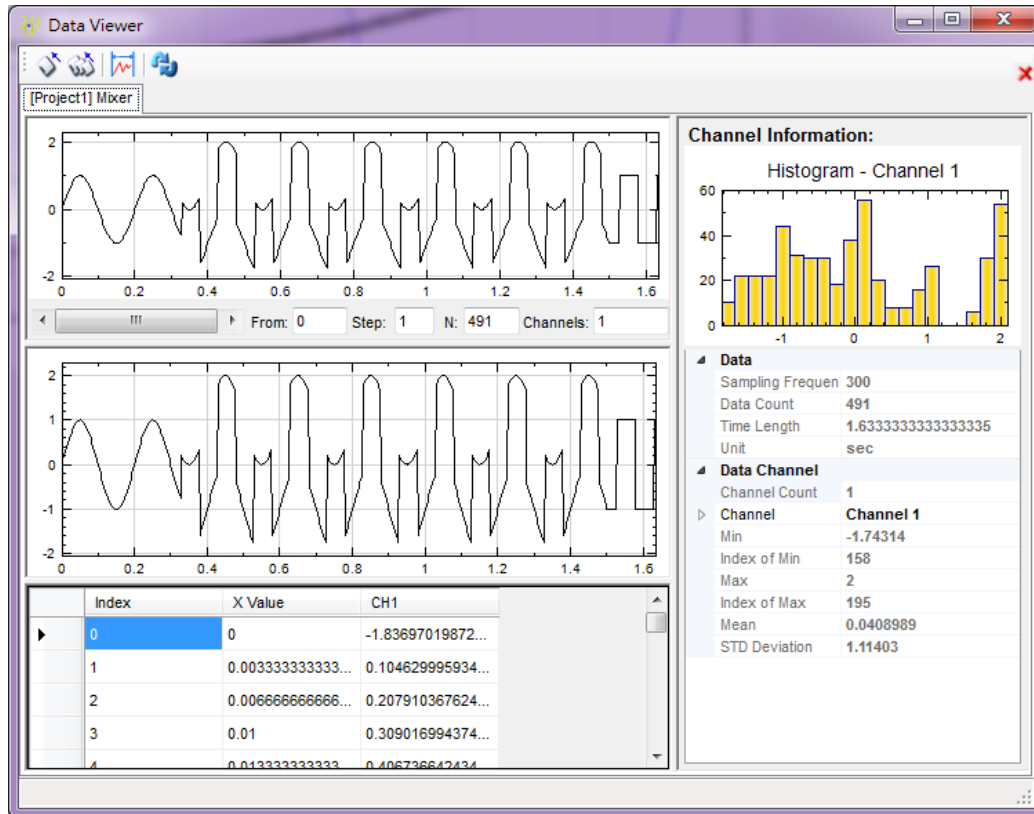 Data Viewer
[Project1] Mixer
2
0
-2
0 0.2 0.4 0.6 0.8 1 1.2 1.4 1.6
From: 0 Step: 1 N: 491 Channels: 1
2
1
0
-1
-2
0 0.2 0.4 0.6 0.8 1 1.2 1.4 1.6
Index X Value CH1
0 0 -1.83697019872...
1 0.003333333333... 0.104629995934...
2 0.006666666666... 0.207910367624...
3 0.01 0.309016994374...
4 0.013333333333... 0.406736642434...
Channel Information:
Histogram - Channel 1
60
40
20
0
-1 0 1 2
Data
Sampling Frequen 300
Data Count 491
Time Length 1.6333333333333335
Unit sec
Data Channel
Channel Count 1
Channel Channel 1
Min -1.74314
Index of Min 158
Max 2
Index of Max 195
Mean 0.0408989
STD Deviation 1.11403